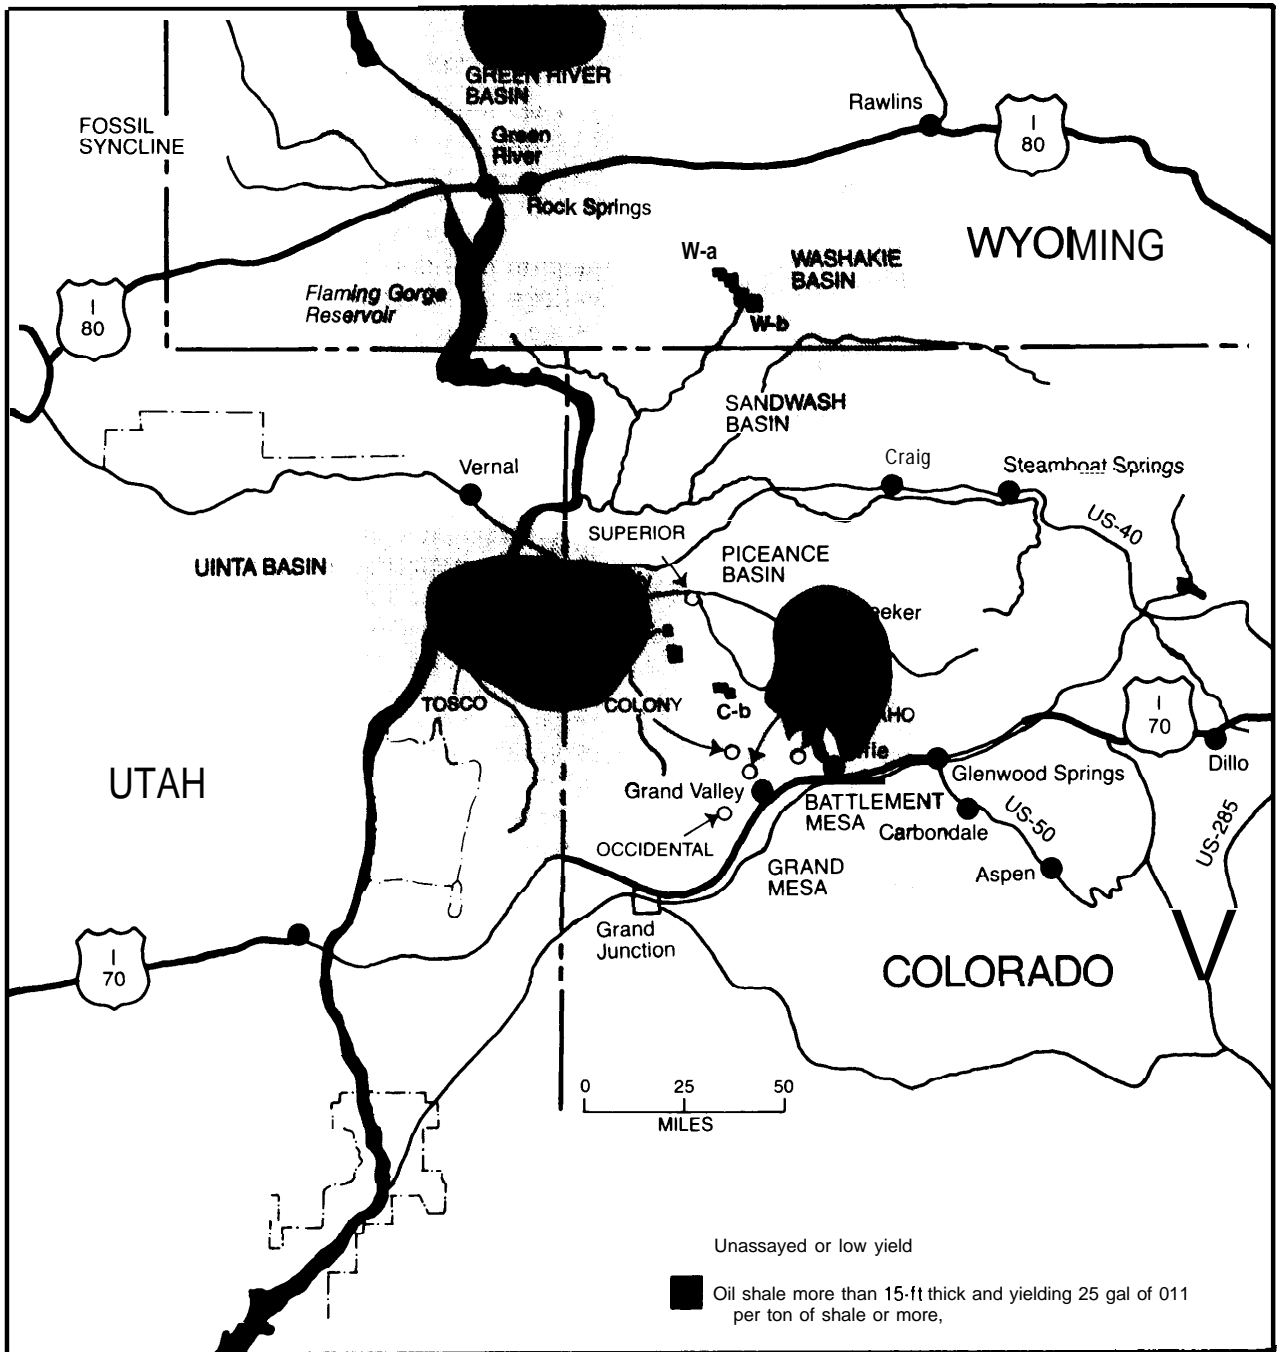 GREEN RIVER
BASIN
Rawlins
I
80
FOSSIL
SYNCLINE
Green
River
Rock Springs
WYOMING
W-a
WASHAKIE
BASIN
Flaming Gorge
Reservoir
I
80
W-b
SANDWASH
BASIN
Vernal
Craig
Steamboat Springs
US-40
SUPERIOR
PICEANCE
BASIN
UINTA BASIN
eeker
TOSCO
COLONY
C-b
AHO
I
70
fle
Dillo
UTAH
Glenwood Springs
Grand Valley
BATTLEMENT
MESA
Carbondale
US-50
US-285
OCCIDENTAL
GRAND
MESA
Aspen
Grand
Junction
I
70
COLORADO
0 25 50
MILES
Unassayed or low yield
Oil shale more than 15-ft thick and yielding 25 gal of 011
per ton of shale or more,